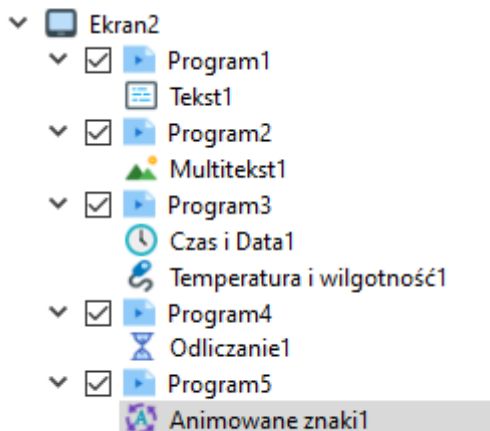 Ekran2
Program1
Tekst1
Program2
Multitekst1
Program3
Czas i Data1
Temperatura i wilgotność1
Program4
Odliczanie1
Program5
Animowane znaki1